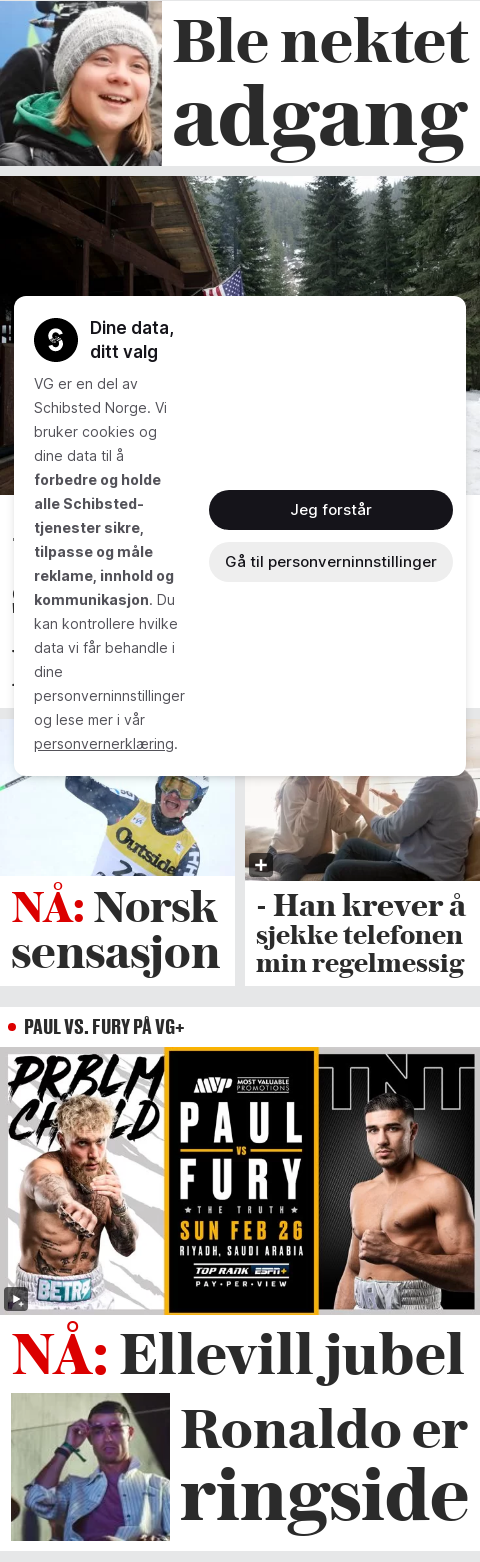 Ble nektet
adgang
Dine data,
ditt valg
VG er en del av
Schibsted Norge. Vi
bruker cookies og
dine data til å
forbedre og holde
alle Schibsted-
tjenester sikre,
tilpasse og måle
reklame, innhold og
kommunikasjon. Du
kan kontrollere hvilke
data vi får behandle i
dine
personverninnstillinger
og lese mer i vår
personvernerklæring.
Jeg forstår
Gå til personverninnstillinger
Outside
NÅ: Norsk
sensasjon
- Han krever å
sjekke telefonen
min regelmessig
PAUL VS. FURY PÅ VG+
PRBLM
CHILD
BETR
MVP MOST VALUABLE
PROMOTIONS
PAUL
VS
FURY
★ THE TRUTH ★
SUN FEB 26
RIYADH, SAUDI ARABIA
TOP RANK ESPN+
PAY・PER・VIEW
TNT
NÅ: Ellevill jubel
Ronaldo er
ringside